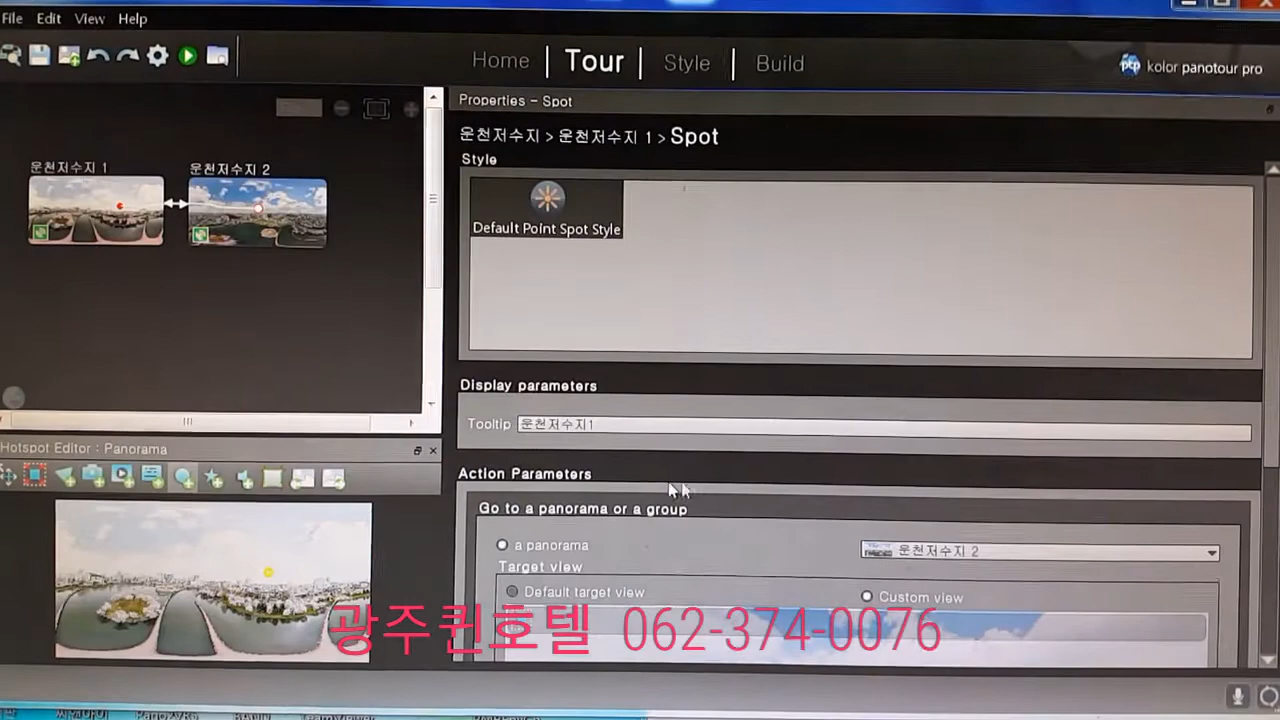 File Edit View Help
Home Tour Style Build
ptp kolor panotour pro
Properties - Spot
운천저수지 > 운천저수지 1 > Spot
Style
운천저수지 1
운천저수지 2
Default Point Spot Style
Display parameters
Tooltip 운천저수지1
Hotspot Editor : Panorama
Action Parameters
Go to a panorama or a group
a panorama
운천저수지 2
Target view
Default target view
Custom view
광주퀸호텔 062-374-0076